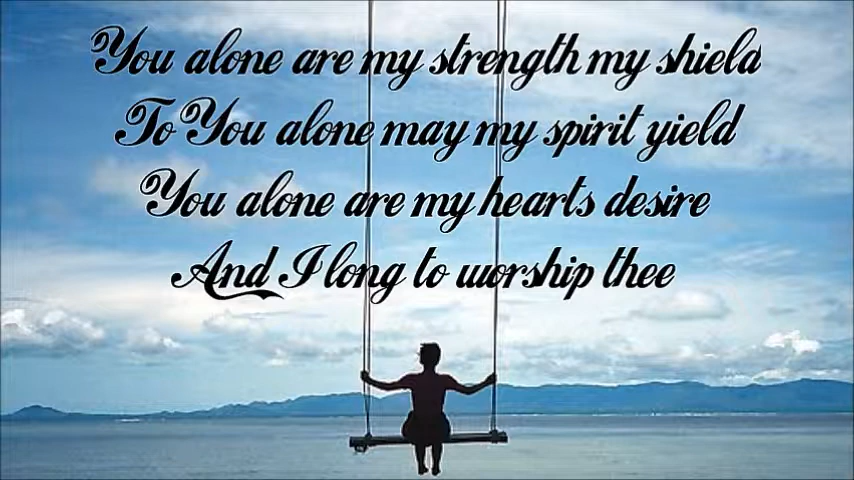 You alone are my strength my shield
To You alone may my spirit yield
You alone are my hearts desire
And I long to worship thee